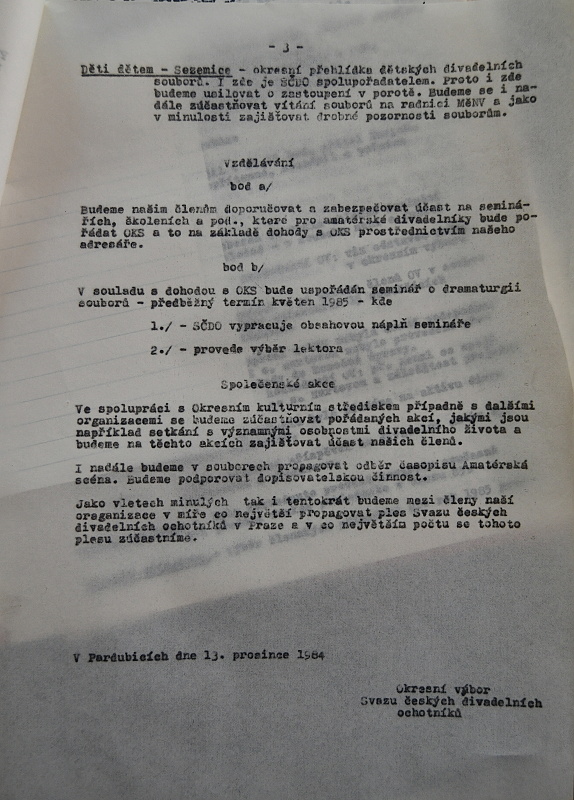 - 3 -
Děti dětem - Sezemice - okresní přehlídka dětských divadelních
souborů. I zde je SČDO spolupořadatelem. Proto i zde
budeme usilovat o zastoupení v porotě. Budeme se i na-
dále zúčastňovat vítání souborů na radnici MěNV a jako
v minulosti zajišťovat drobné pozornosti souborům.
Vzdělávání
bod a/
Budeme našim členům doporučovat a zabezpečovat účast na seminá-
řích, školeních a pod., které pro amatérské divadelníky bude po-
řádat OKS a to na základě dohody s OKS prostřednictvím našeho
adresáře.
bod b/
V souladu s dohodou s OKS bude uspořádán seminář o dramaturgii
souborů - předběžný termín květen 1985 - kde
1./ - SČDO vypracuje obsahovou náplň semináře
2./ - provede výběr lektora
Společenské akce
Ve spolupráci s Okresním kulturním střediskem případně s dalšími
organizacemi se budeme zúčastňovat pořádaných akcí, jakými jsou
například setkání s významnými osobnostmi divadelního života a
budeme na těchto akcích zajišťovat účast našich členů.
I nadále budeme v souborech propagovat odběr časopisu Amatérská
scéna. Budeme podporovat dopisovatelskou činnost.
Jako vletech minulých tak i tentokrát budeme mezi členy naší
oraganizace v míře co největší propagovat ples Svazu českých
divadelních ochotníků v Praze a v co největším počtu se tohoto
plesu zúčastníme.
V Pardubicích dne 13. prosince 1984
Okresní výbor
Svazu českých divadelních
ochotníků